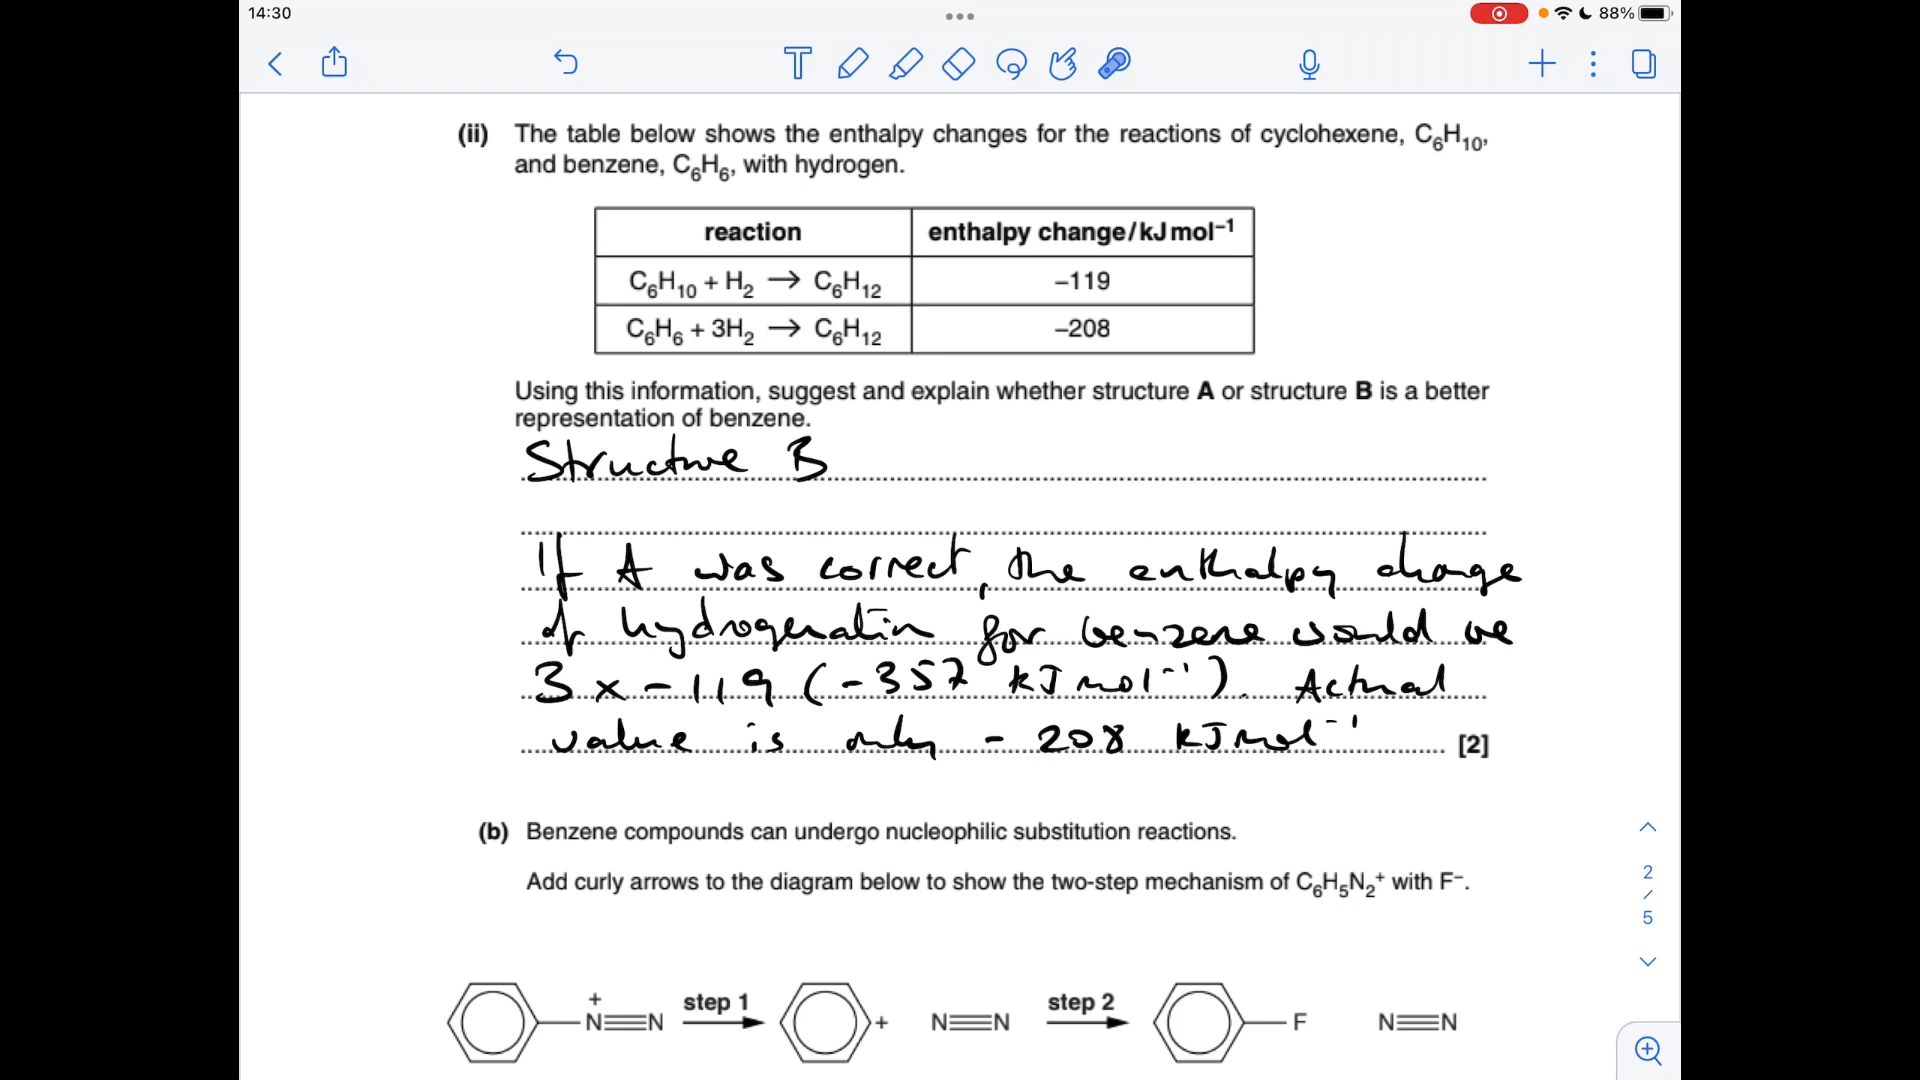 14:30
88%
(ii) The table below shows the enthalpy changes for the reactions of cyclohexene, C₆H₁₀,
and benzene, C₆H₆, with hydrogen.
reaction enthalpy change/kJ mol⁻¹
C₆H₁₀ + H₂ → C₆H₁₂ –119
C₆H₆ + 3H₂ → C₆H₁₂ –208
Using this information, suggest and explain whether structure A or structure B is a better
representation of benzene.
Structure B
If A was correct, the enthalpy change
of hydrogenation for benzene would be
3 x -119 (-357 kJ mol⁻¹). Actual
value is only - 208 kJ mol⁻¹ [2]
(b) Benzene compounds can undergo nucleophilic substitution reactions.
Add curly arrows to the diagram below to show the two-step mechanism of C₆H₅N₂⁺ with F⁻.
2
/
5
+
N≡N step 1 + N≡N step 2 F N≡N